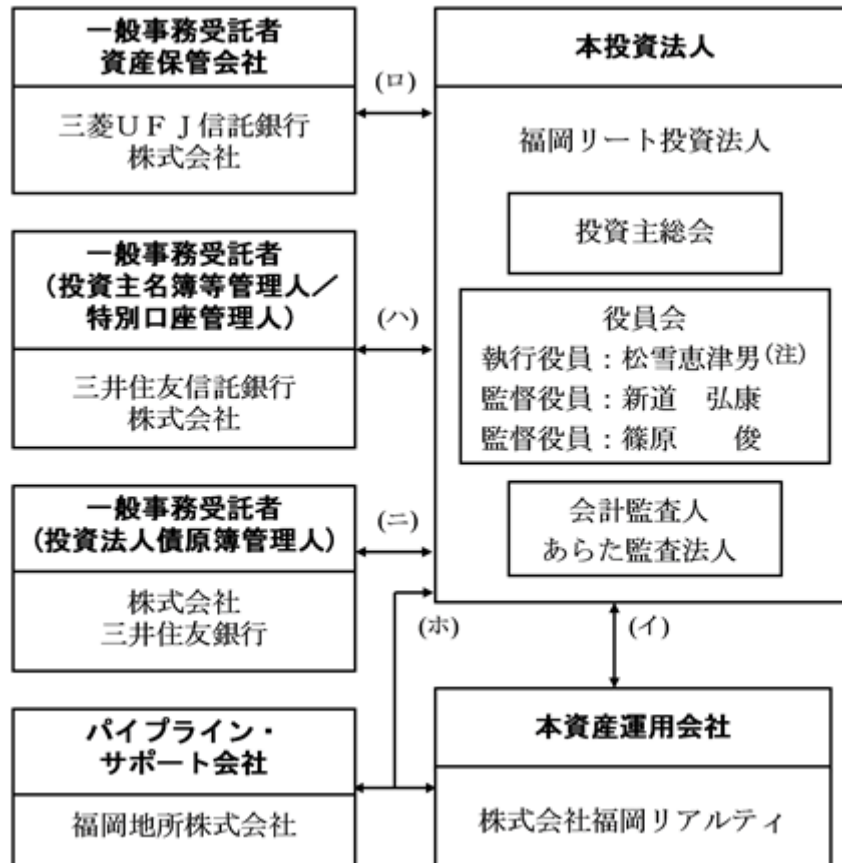 一般事務受託者
資産保管会社
三菱UFJ信託銀行
株式会社
(ロ)
一般事務受託者
(投資主名簿等管理人／
特別口座管理人)
三井住友信託銀行
株式会社
(ハ)
一般事務受託者
(投資法人債原簿管理人)
株式会社
三井住友銀行
(ニ)
パイプライン・
サポート会社
福岡地所株式会社
(ホ)
本投資法人
福岡リート投資法人
投資主総会
役員会
執行役員：松雪恵津男(注)
監督役員：新道　弘康
監督役員：篠原　　俊
会計監査人
あらた監査法人
(イ)
本資産運用会社
株式会社福岡リアルティ